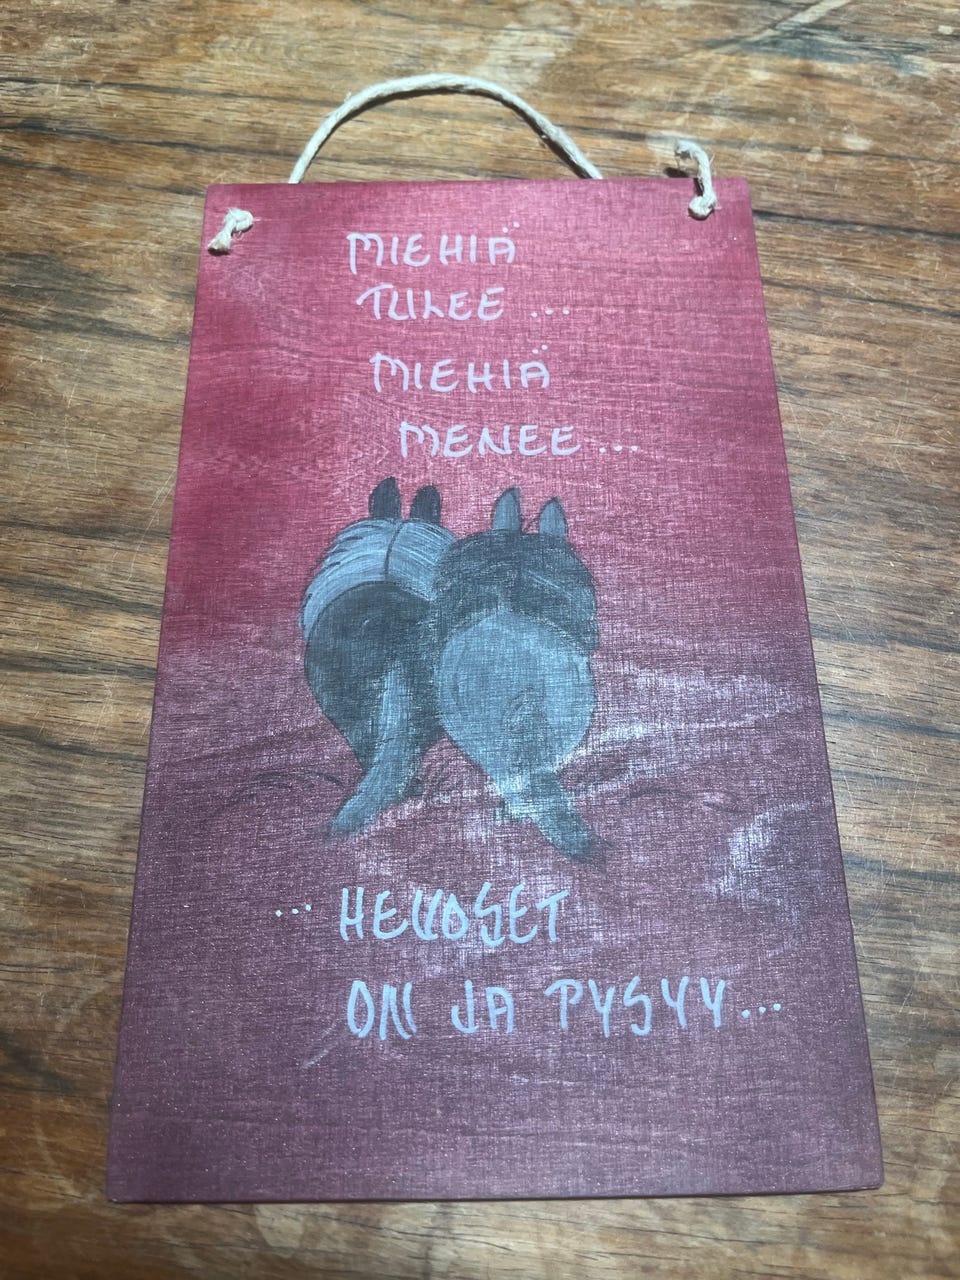 MIEHIÄ
TULEE ...
MIEHIÄ
MENEE ...
... HEVOSET
ON JA PYSYY ...